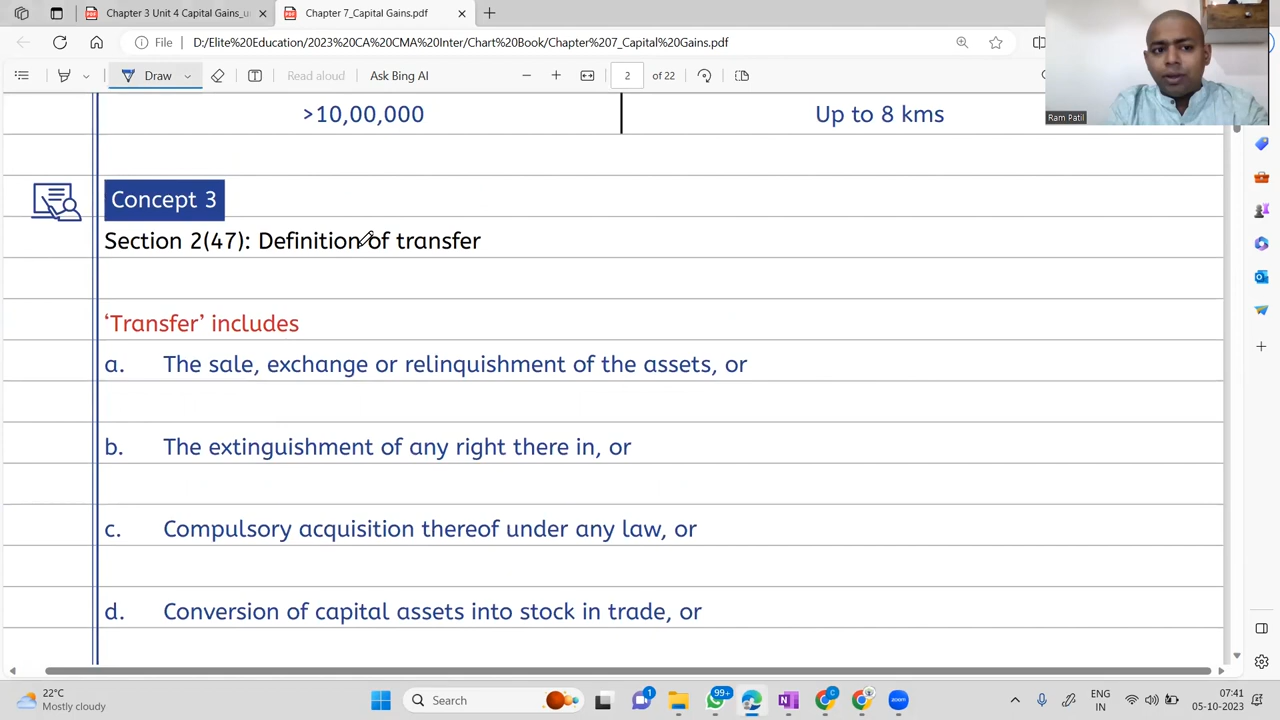 Chapter 3 Unit 4 Capital Gains_u
Chapter 7_Capital Gains.pdf
File
D:/Elite%20Education/2023%20CA%20CMA%20Inter/Chart%20Book/Chapter%207_Capital%20Gains.pdf
Draw
Read aloud
Ask Bing AI
2
of 22
Ram Patil
>10,00,000
Up to 8 kms
Concept 3
Section 2(47): Definition of transfer
‘Transfer’ includes
a. The sale, exchange or relinquishment of the assets, or
b. The extinguishment of any right there in, or
c. Compulsory acquisition thereof under any law, or
d. Conversion of capital assets into stock in trade, or
22°C
Mostly cloudy
Search
1
99+
ENG
IN
07:41
05-10-2023